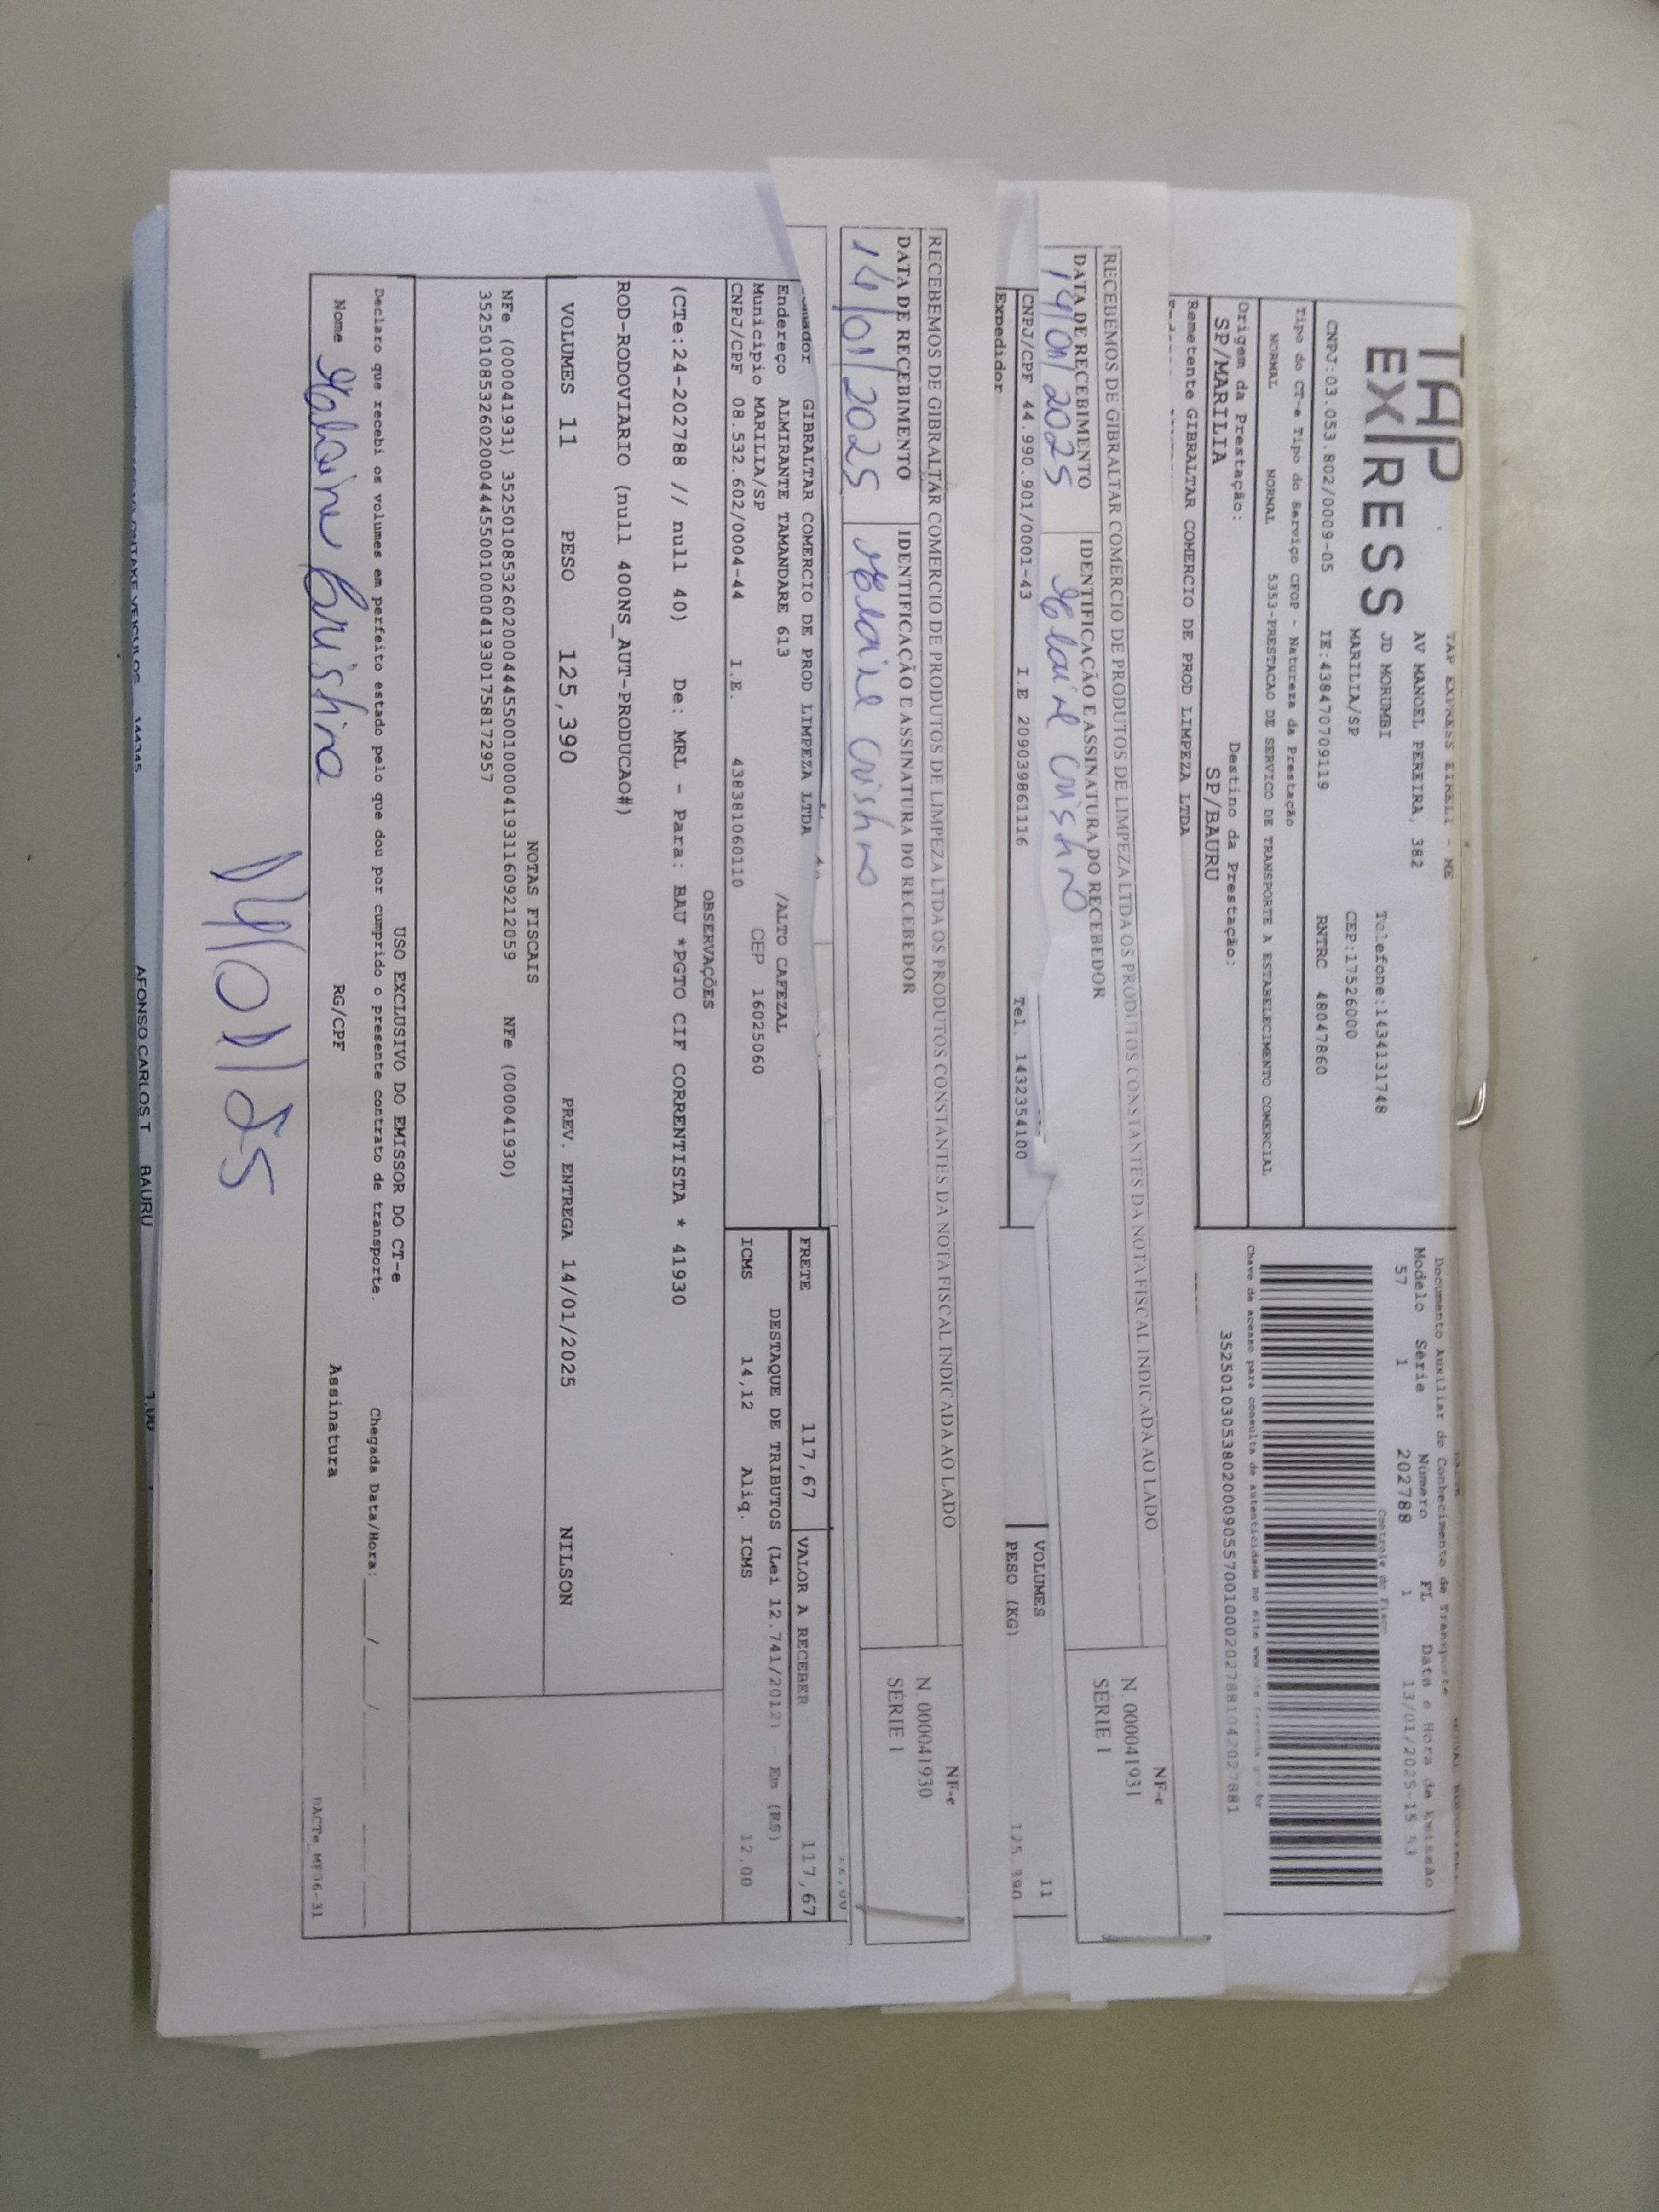 TAP
EXPRESS
TAP EXPRESS EIRELI - ME
AV MANOEL PEREIRA, 382
JD MORUMBI
MARILIA/SP
Telefone:1434131748
CEP:17526000
CNPJ:03.053.802/0009-05 IE:438470709119 RNTRC 48047860
Documento Auxiliar do Conhecimento de Transporte
Modelo Série Número FL Data e Hora da Emissão
57 1 202788 1 13/01/2025-15:53
Controle do Fisco
Tipo do CT-e Tipo do Serviço CFOP - Natureza da Prestação
NORMAL NORMAL 5353-PRESTACAO DE SERVICO DE TRANSPORTE A ESTABELECIMENTO COMERCIAL
Chave de acesso para consulta de autenticidade no site www
Origem da Prestação: Destino da Prestação:
SP/MARILIA SP/BAURU
Remetente GIBRALTAR COMERCIO DE PROD LIMPEZA LTDA
RECEBEMOS DE GIBRALTAR COMERCIO DE PRODUTOS DE LIMPEZA LTDA OS PRODUTOS CONSTANTES DA NOTA FISCAL INDICADA AO LADO
NF-e
N. 000041931
SÉRIE 1
DATA DE RECEBIMENTO IDENTIFICAÇÃO E ASSINATURA DO RECEBEDOR
14/01/2025
VOLUMES 11
CNPJ/CPF 44.990.901/0001-43 I.E 209039861116 Tel. 1432354100
PESO (KG) 125,390
Expedidor
RECEBEMOS DE GIBRALTAR COMERCIO DE PRODUTOS DE LIMPEZA LTDA OS PRODUTOS CONSTANTES DA NOTA FISCAL INDICADA AO LADO
NF-e
N. 000041930
SÉRIE 1
DATA DE RECEBIMENTO IDENTIFICAÇÃO E ASSINATURA DO RECEBEDOR
14/01/2025
GIBRALTAR COMERCIO DE PROD LIMPEZA LTDA
FRETE 117,67 VALOR A RECEBER 117,67
Endereço ALMIRANTE TAMANDARE 613 /ALTO CAFEZAL
DESTAQUE DE TRIBUTOS (Lei 12.741/2012) - Em (R$)
Municipio MARILIA/SP CEP 16025060
ICMS 14,12 Aliq. ICMS 12,00
CNPJ/CPF 08.532.602/0004-44 I.E. 438381060110
OBSERVAÇÕES
(CTe:24-202788 // null 40) De: MRL - Para: BAU *PGTO CIF CORRENTISTA * 41930
ROD-RODOVIARIO (null 400NS_AUT-PRODUCAO#)
VOLUMES 11 PESO 125,390 PREV. ENTREGA 14/01/2025 NILSON
NOTAS FISCAIS
NFe (000041931) 35250108532602000444550010000419311609212059 NFe (000041930)
35250108532602000444550010000419301758172957
USO EXCLUSIVO DO EMISSOR DO CT-e
Declaro que recebi os volumes em perfeito estado pelo que dou por cumprido o presente contrato de transporte. Chegada Data/Hora: ____/____/____
Nome RG/CPF Assinatura
DACTe_MF06-31
14/01/25
AFONSO CARLOS T BAURU